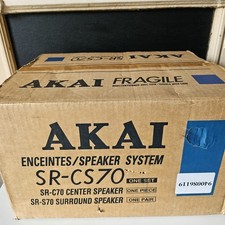 AKAI FRAGILE
AKAI
ENCEINTES/SPEAKER SYSTEM
SR-CS70 ONE SET
SR-C70 CENTER SPEAKER ONE PIECE
SR-S70 SURROUND SPEAKER ONE PAIR